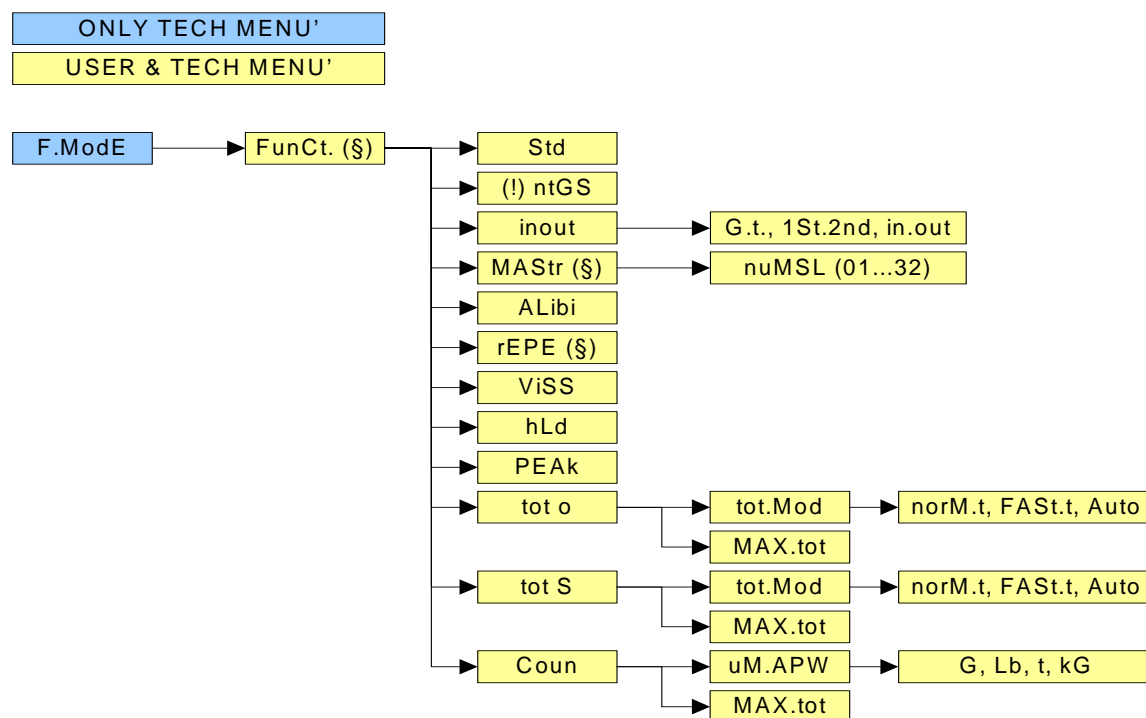 ONLY TECH MENU'
USER & TECH MENU'
F.ModE
FunCt. (§)
Std
(!) ntGS
inout
G.t., 1St.2nd, in.out
MAStr (§)
nuMSL (01...32)
ALibi
rEPE (§)
ViSS
hLd
PEAk
tot o
tot.Mod
norM.t, FASt.t, Auto
MAX.tot
tot S
tot.Mod
norM.t, FASt.t, Auto
MAX.tot
Coun
uM.APW
G, Lb, t, kG
MAX.tot